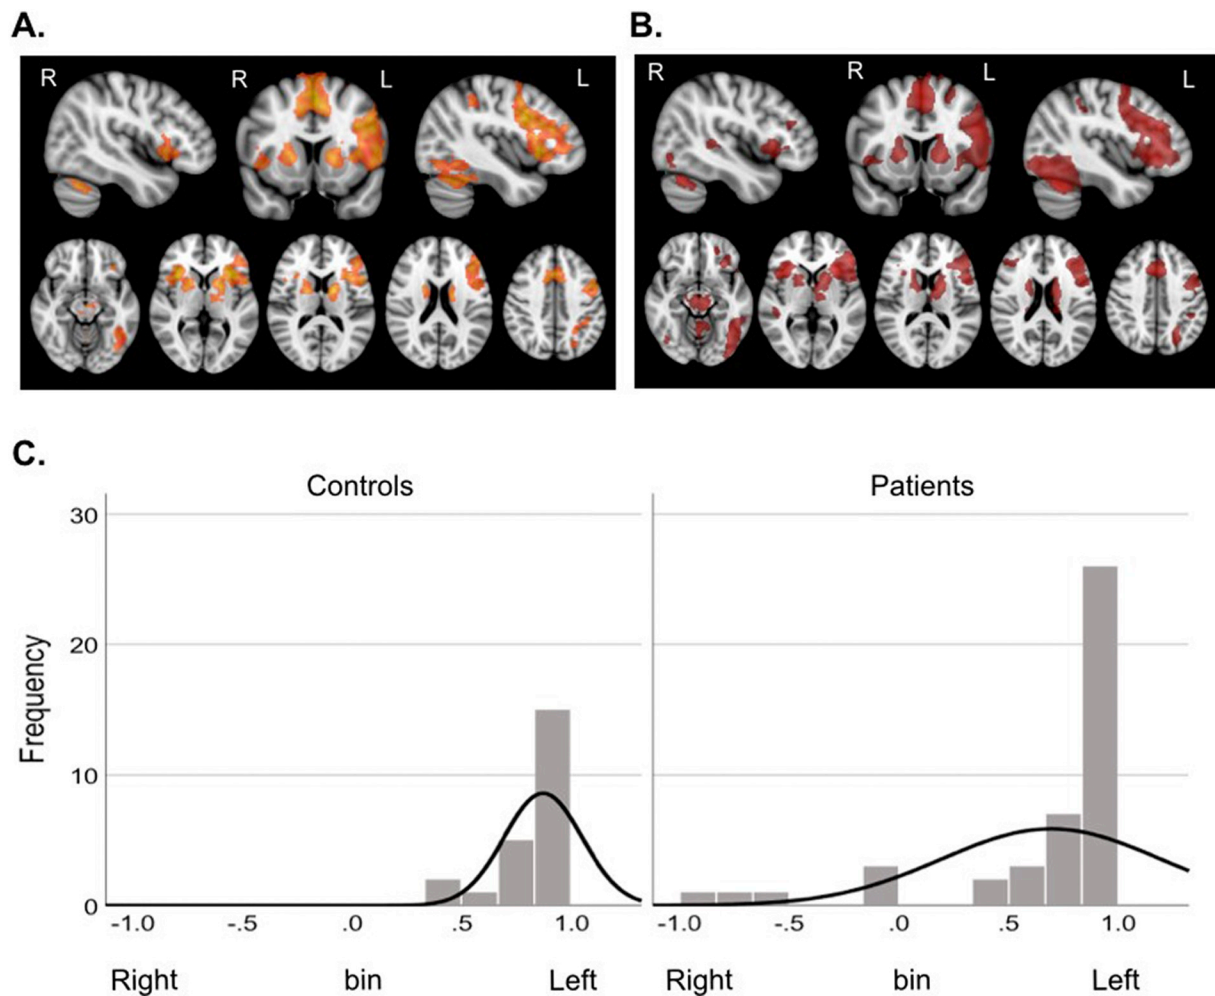 A.
B.
R R L L
R R L L
C.
Controls Patients
30
20
10
0
Frequency
-1.0 -.5 .0 .5 1.0 -1.0 -.5 .0 .5 1.0
Right bin Left Right bin Left